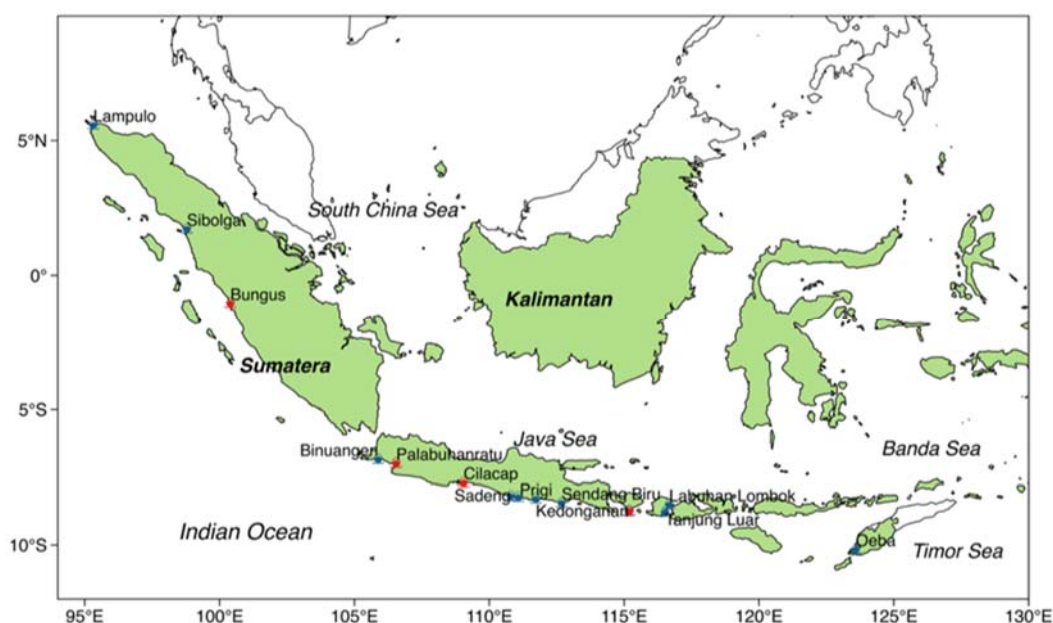 Lampulo
5°N
South China Sea
Sibolga
0°
Bungus
Kalimantan
Sumatera
5°S
Java Sea
Binuangen
Palabuhanratu
Banda Sea
Cilacap
Sadeng
Prigi
Sendang Biru
Labuhan Lombok
Kedonganan
Tanjung Luar
Indian Ocean
Oeba
10°S
Timor Sea
95°E
100°E
105°E
110°E
115°E
120°E
125°E
130°E